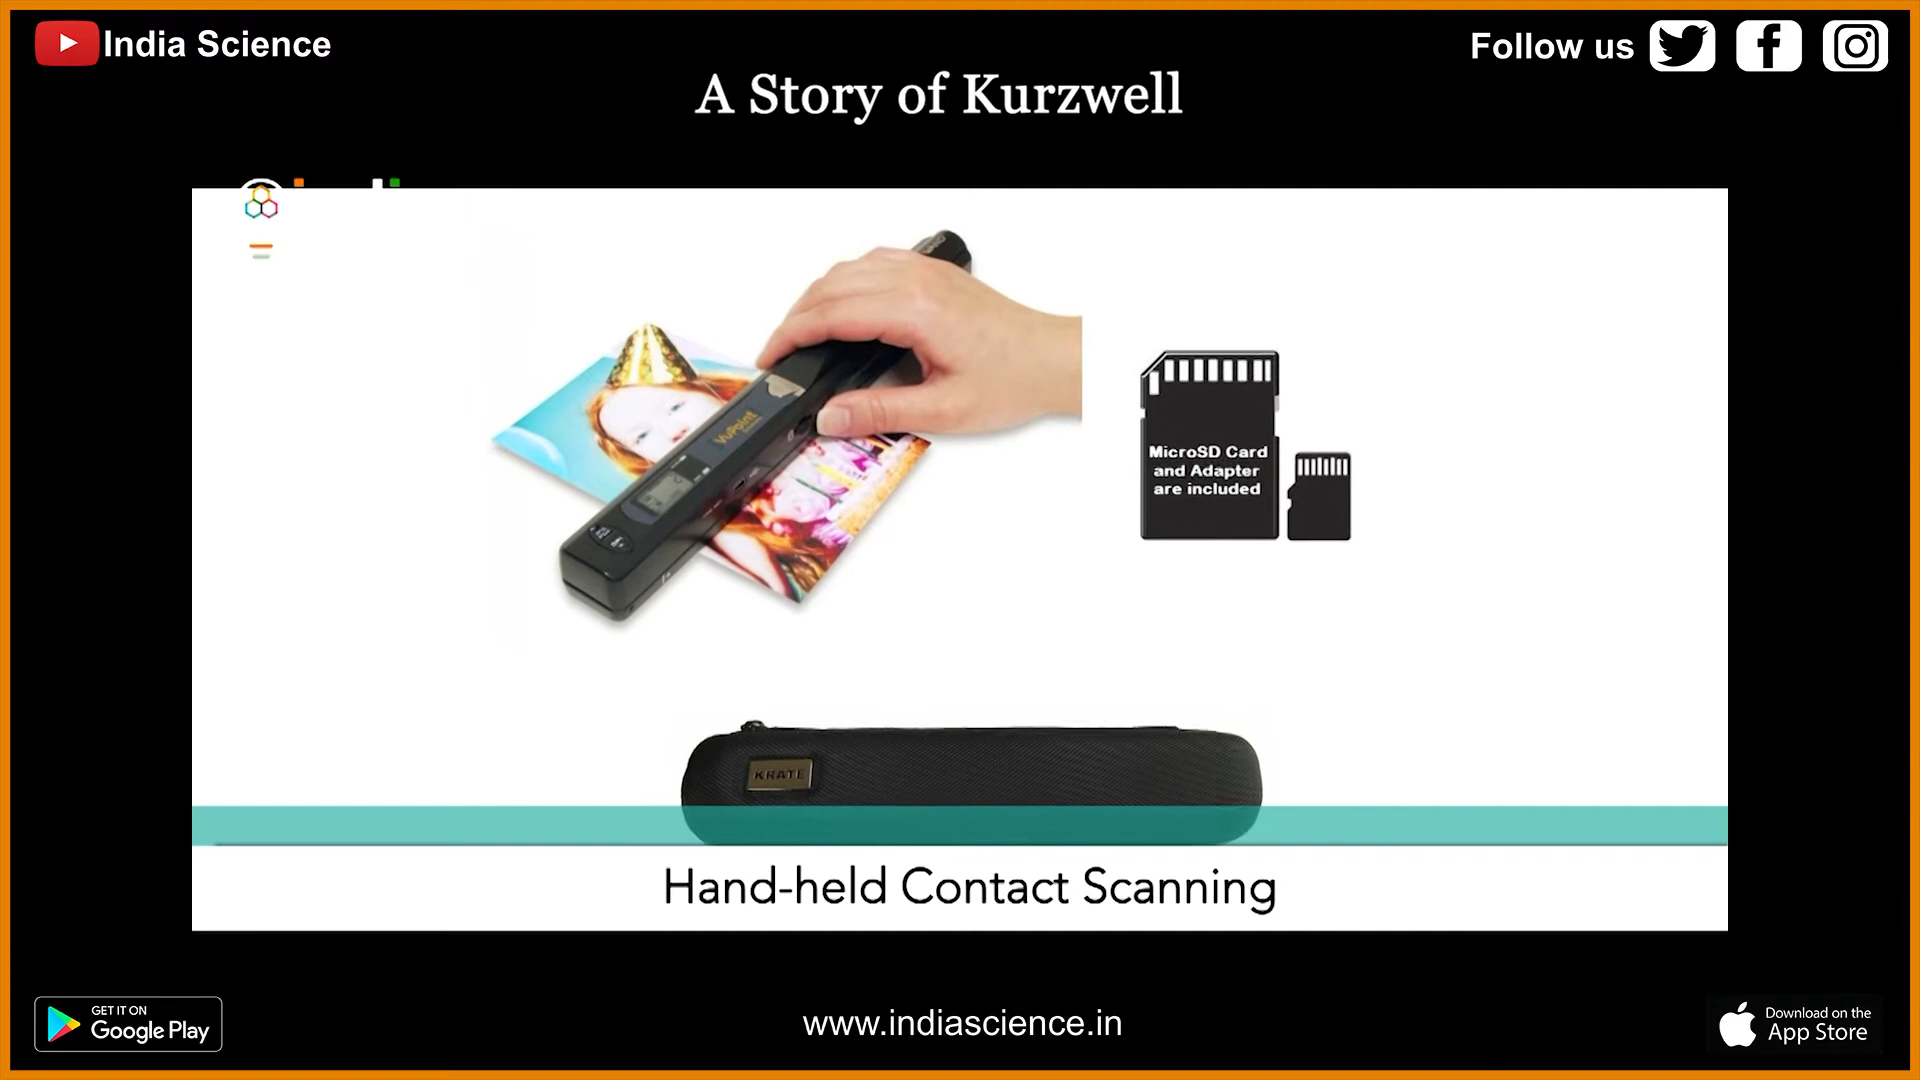 India Science
Follow us
A Story of Kurzwell
VuPoint
MicroSD Card
and Adapter
are included
KRATE
Hand-held Contact Scanning
GET IT ON
Google Play
www.indiascience.in
Download on the
App Store